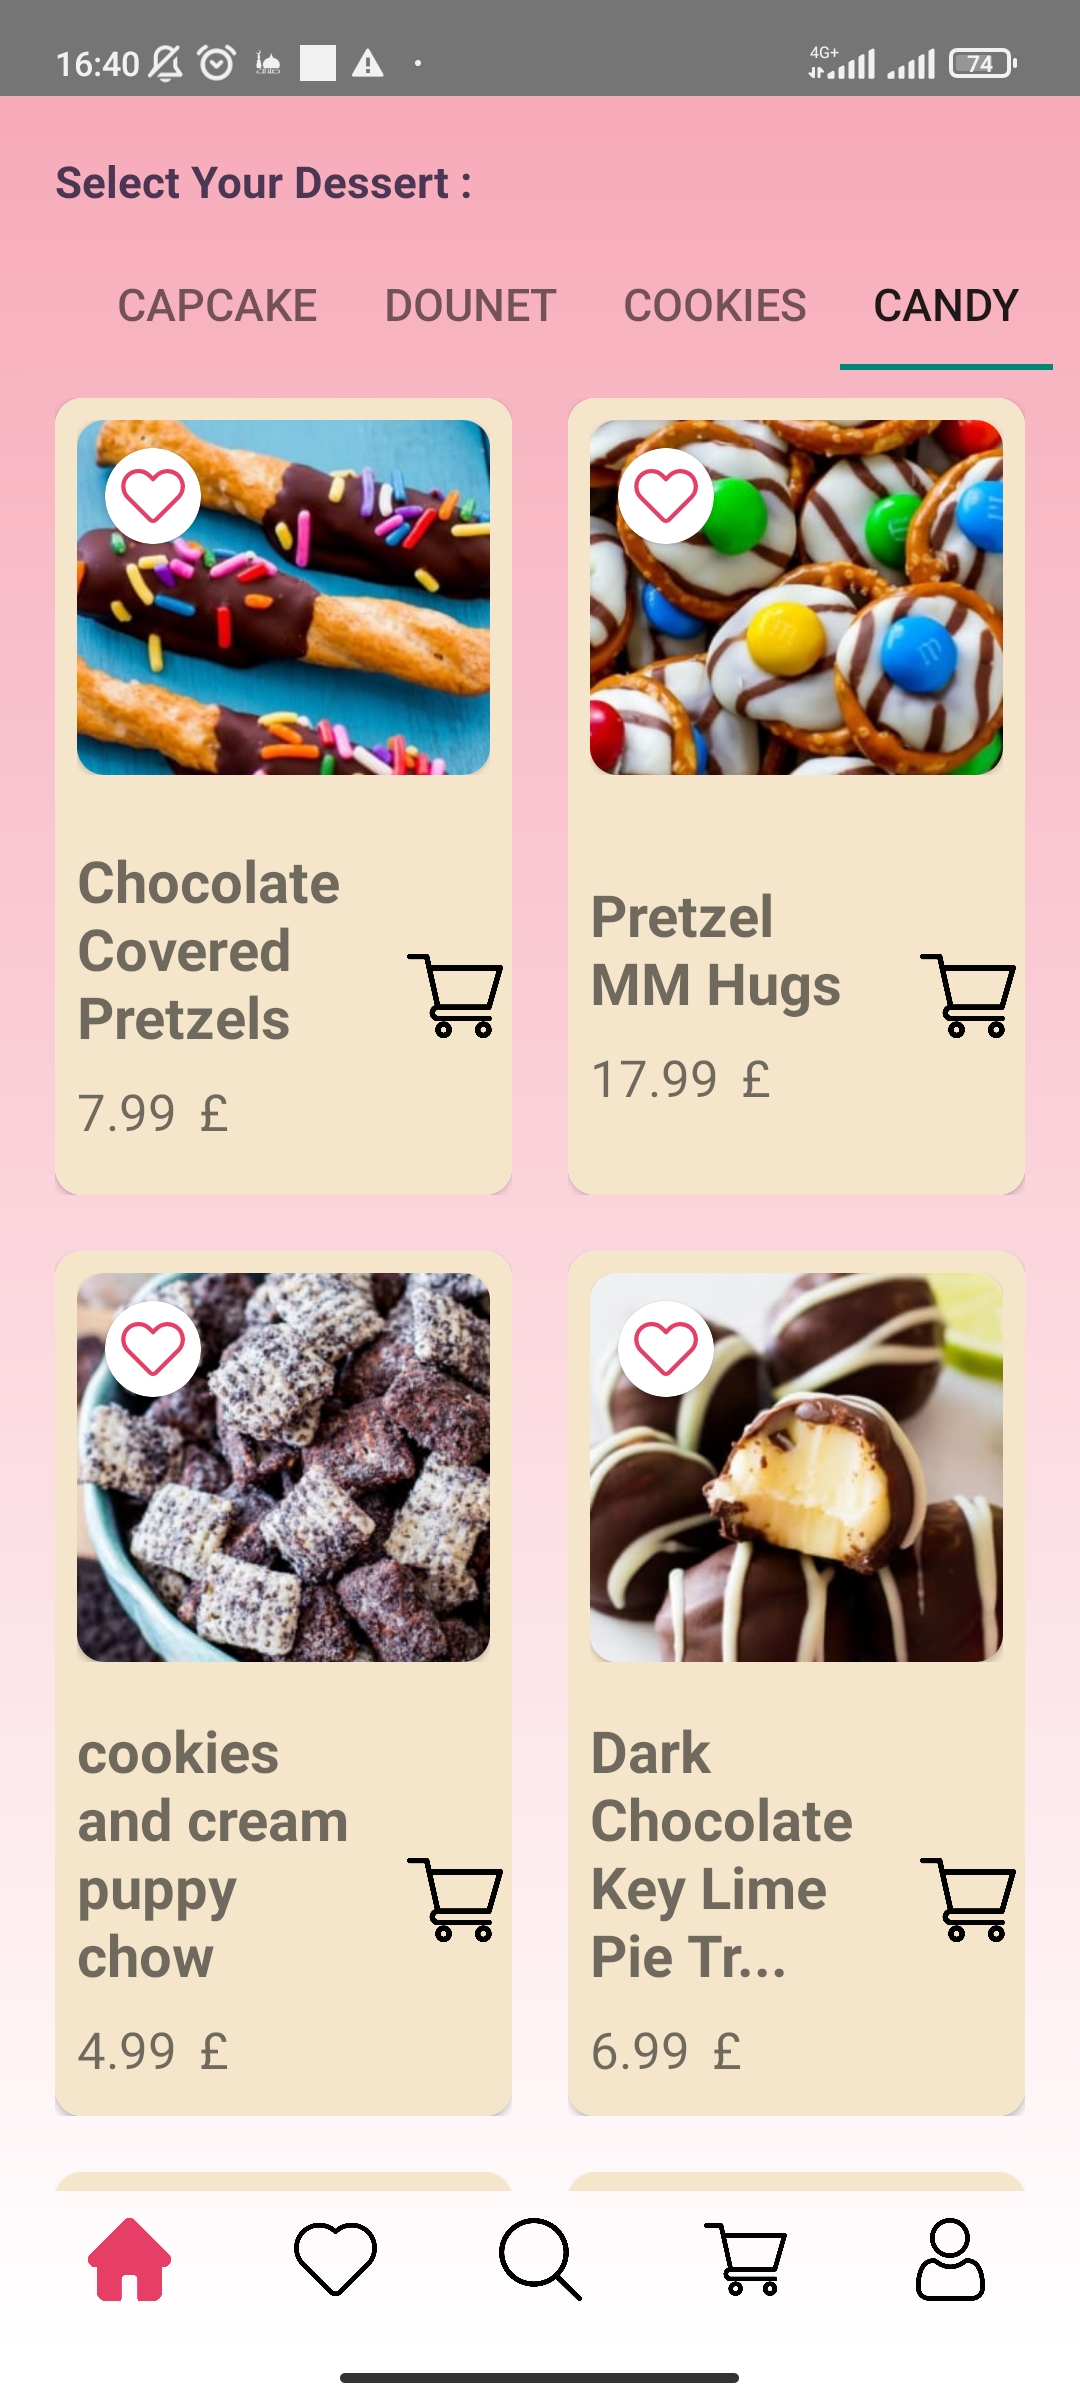 16:40
4G+
74
Select Your Dessert :
CAPCAKE DOUNET COOKIES CANDY
Chocolate
Covered
Pretzels
7.99 £
Pretzel
MM Hugs
17.99 £
cookies
and cream
puppy
chow
4.99 £
Dark
Chocolate
Key Lime
Pie Tr...
6.99 £